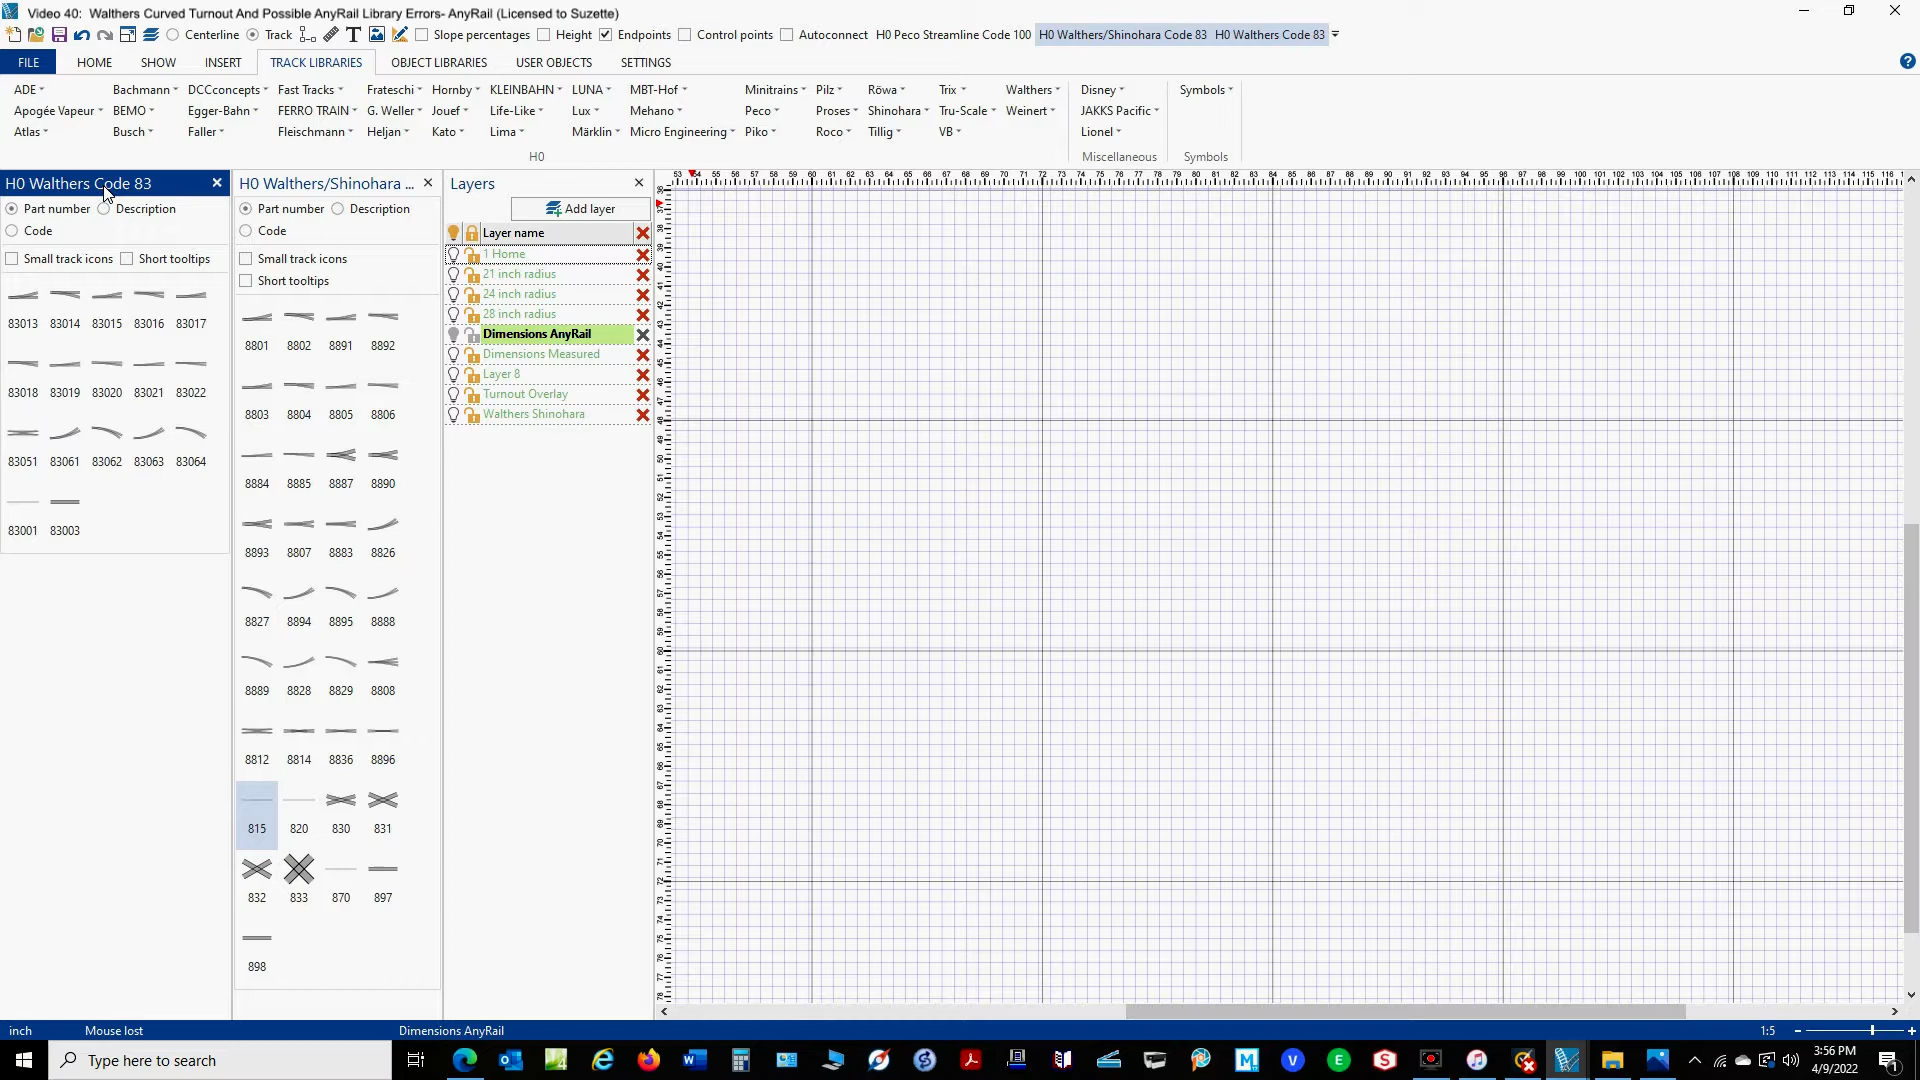 Video 40:  Walthers Curved Turnout And Possible AnyRail Library Errors- AnyRail (Licensed to Suzette)
Centerline Track Slope percentages Height Endpoints Control points Autoconnect H0 Peco Streamline Code 100 H0 Walthers/Shinohara Code 83 H0 Walthers Code 83
FILE HOME SHOW INSERT TRACK LIBRARIES OBJECT LIBRARIES USER OBJECTS SETTINGS
ADE Bachmann DCCconcepts Fast Tracks Frateschi Hornby KLEINBAHN LUNA MBT-Hof Minitrains Pilz Röwa Trix Walthers Disney Symbols
Apogée Vapeur BEMO Egger-Bahn FERRO TRAIN G. Weller Jouef Life-Like Lux Mehano Peco Proses Shinohara Tru-Scale Weinert JAKKS Pacific
Atlas Busch Faller Fleischmann Heljan Kato Lima Märklin Micro Engineering Piko Roco Tillig VB Lionel
H0 Miscellaneous Symbols
H0 Walthers Code 83
Part number Description
Code
Small track icons Short tooltips
83013 83014 83015 83016 83017
83018 83019 83020 83021 83022
83051 83061 83062 83063 83064
83001 83003
H0 Walthers/Shinohara ...
Part number Description
Code
Small track icons
Short tooltips
8801 8802 8891 8892
8803 8804 8805 8806
8884 8885 8887 8890
8893 8807 8883 8826
8827 8894 8895 8888
8889 8828 8829 8808
8812 8814 8836 8896
815 820 830 831
832 833 870 897
898
Layers
Add layer
Layer name
1 Home
21 inch radius
24 inch radius
28 inch radius
Dimensions AnyRail
Dimensions Measured
Layer 8
Turnout Overlay
Walthers Shinohara
inch Mouse lost Dimensions AnyRail 1:5
Type here to search
3:56 PM
4/9/2022